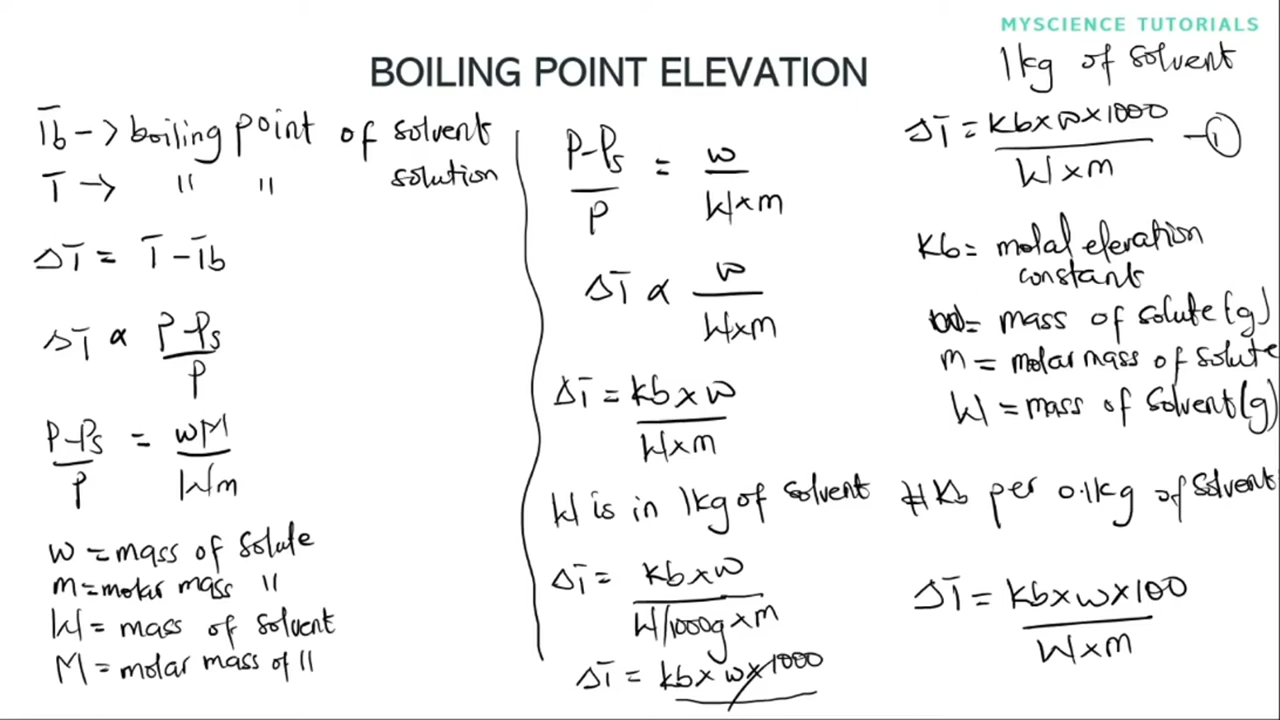 MYSCIENCE TUTORIALS
BOILING POINT ELEVATION
Tb -> boiling point of solvent
T -> " " solution
ΔT = T - Tb
ΔT ∝ P-Ps / P
P-Ps / P = wM / Wm
w = mass of solute
m = molar mass "
W = mass of solvent
M = molar mass of "
P-Ps / P = w / W×m
ΔT ∝ w / W×m
ΔT = Kb×w / W×m
W is in 1kg of solvent
ΔT = Kb×w / W/1000g × m
ΔT = Kb×w×1000
1kg of solvent
ΔT = Kb×w×1000 / W×m -①
Kb = molal elevation
constant
w = mass of solute (g)
m = molar mass of solute
W = mass of solvent (g)
# Kb per 0.1kg of solvent
ΔT = Kb×w×100 / W×m